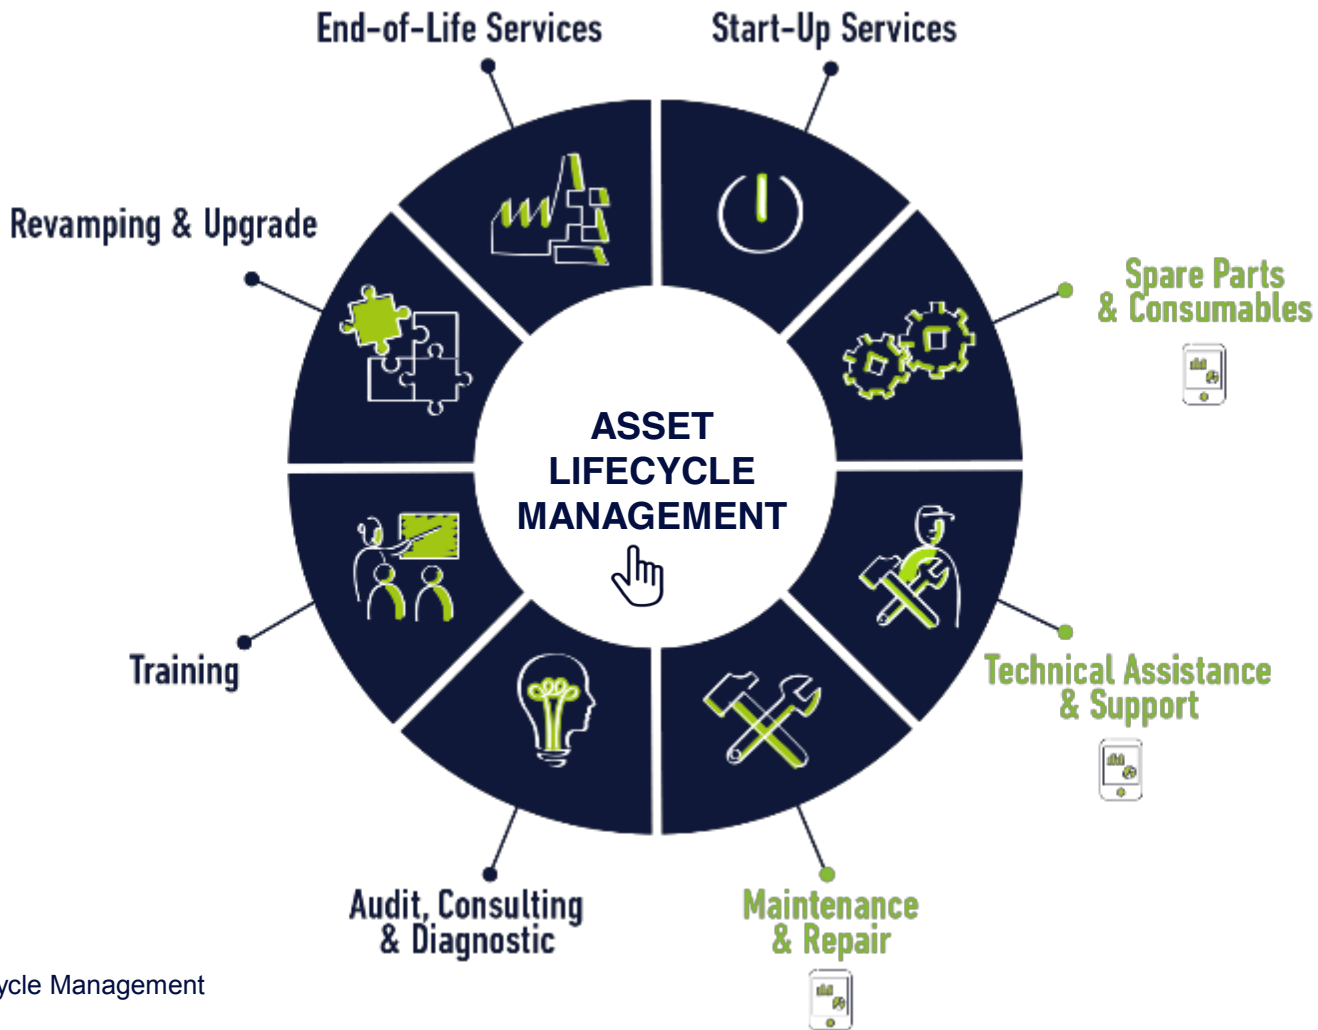 End-of-Life Services
Start-Up Services
Revamping & Upgrade
Spare Parts
& Consumables
ASSET
LIFECYCLE
MANAGEMENT
Training
Technical Assistance
& Support
Audit, Consulting
& Diagnostic
Maintenance
& Repair
ycle Management